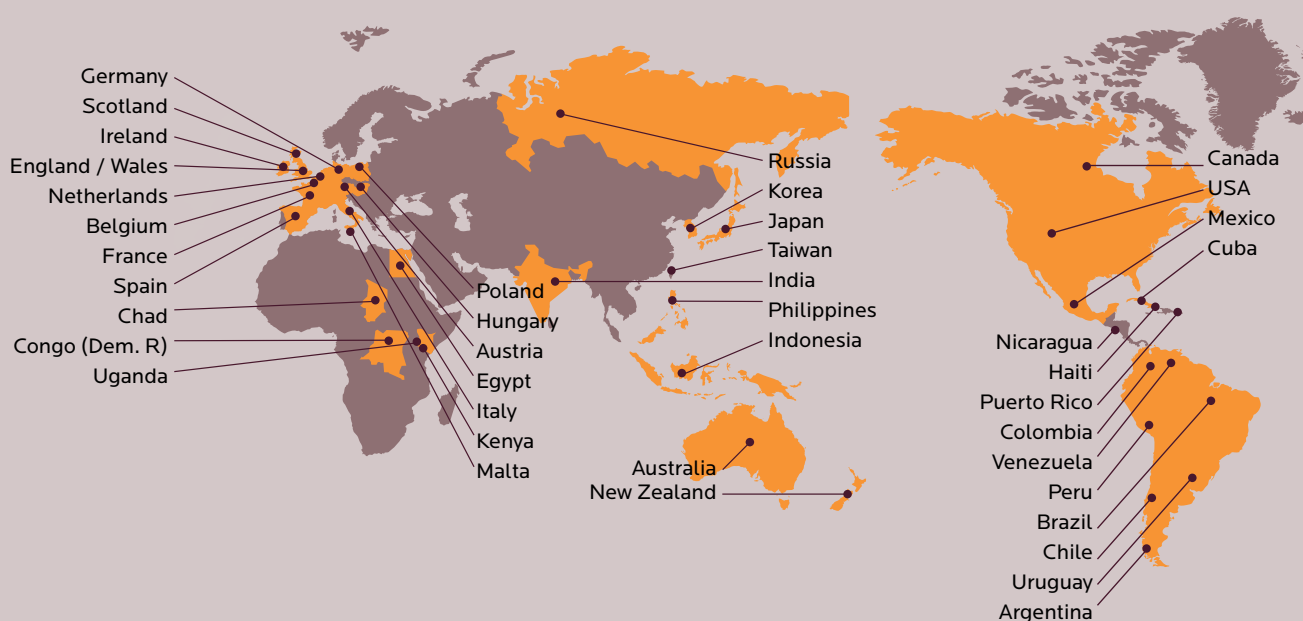 Germany
Scotland
Ireland
England / Wales
Netherlands
Belgium
France
Spain
Chad
Congo (Dem. R)
Uganda
Poland
Hungary
Austria
Egypt
Italy
Kenya
Malta
Russia
Korea
Japan
Taiwan
India
Philippines
Indonesia
Australia
New Zealand
Canada
USA
Mexico
Cuba
Nicaragua
Haiti
Puerto Rico
Colombia
Venezuela
Peru
Brazil
Chile
Uruguay
Argentina